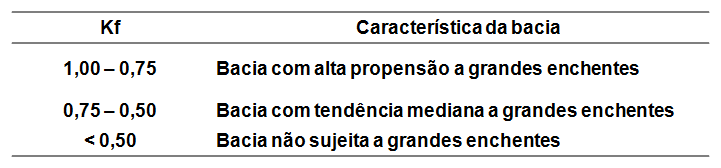 Kf Característica da bacia
1,00 – 0,75 Bacia com alta propensão a grandes enchentes
0,75 – 0,50 Bacia com tendência mediana a grandes enchentes
< 0,50 Bacia não sujeita a grandes enchentes